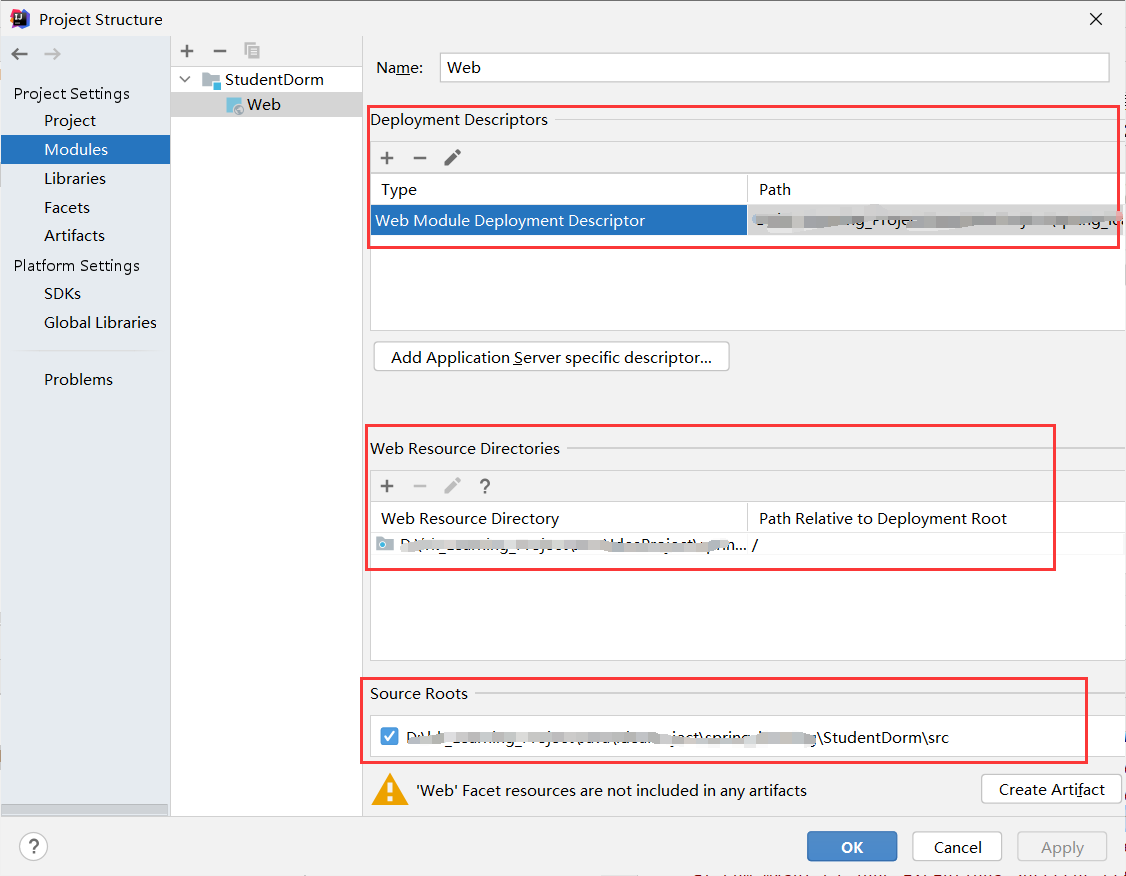 Project Structure
Project Settings
Project
Modules
Libraries
Facets
Artifacts
Platform Settings
SDKs
Global Libraries
Problems
StudentDorm
Web
Name: Web
Deployment Descriptors
Type Path
Web Module Deployment Descriptor
Add Application Server specific descriptor...
Web Resource Directories
?
Web Resource Directory Path Relative to Deployment Root
... /
Source Roots
\StudentDorm\src
'Web' Facet resources are not included in any artifacts
Create Artifact
?
OK Cancel Apply